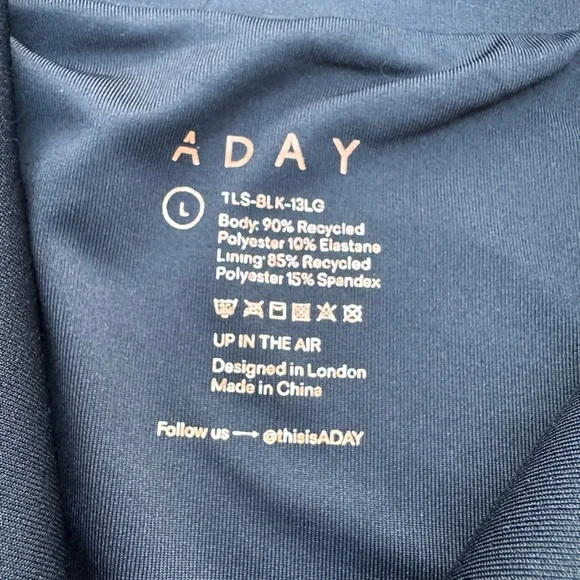 ADAY
L
TLS-BLK-13LG
Body: 90% Recycled
Polyester 10% Elastane
Lining: 85% Recycled
Polyester 15% Spandex
UP IN THE AIR
Designed in London
Made in China
Follow us → @thisisADAY